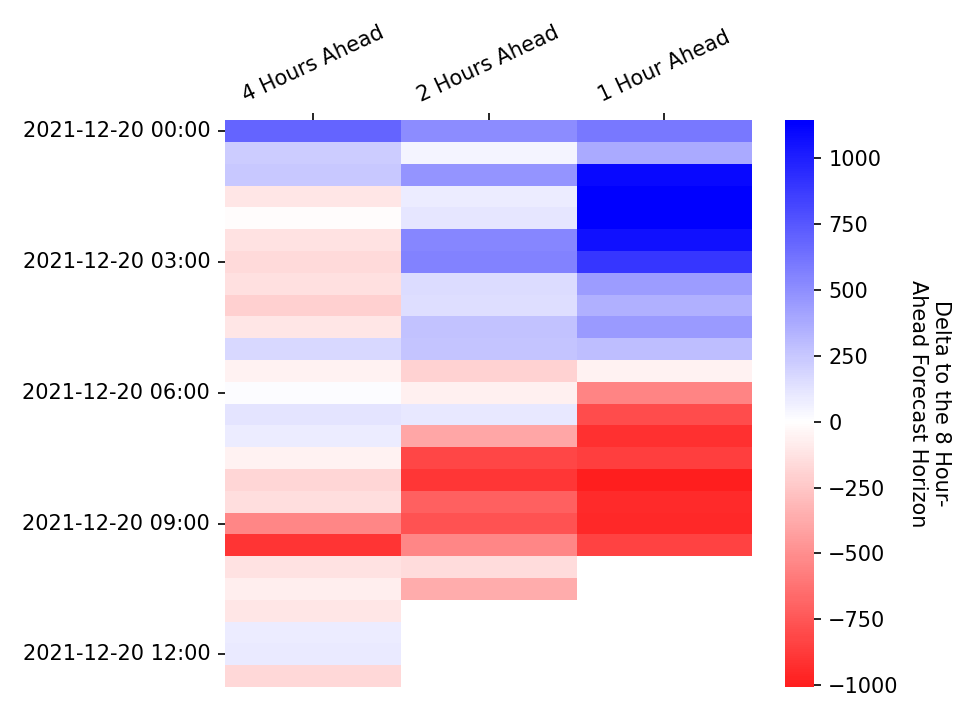 4 Hours Ahead
2 Hours Ahead
1 Hour Ahead
2021-12-20 00:00
2021-12-20 03:00
2021-12-20 06:00
2021-12-20 09:00
2021-12-20 12:00
1000
750
500
250
0
−250
−500
−750
−1000
Delta to the 8 Hour-
Ahead Forecast Horizon